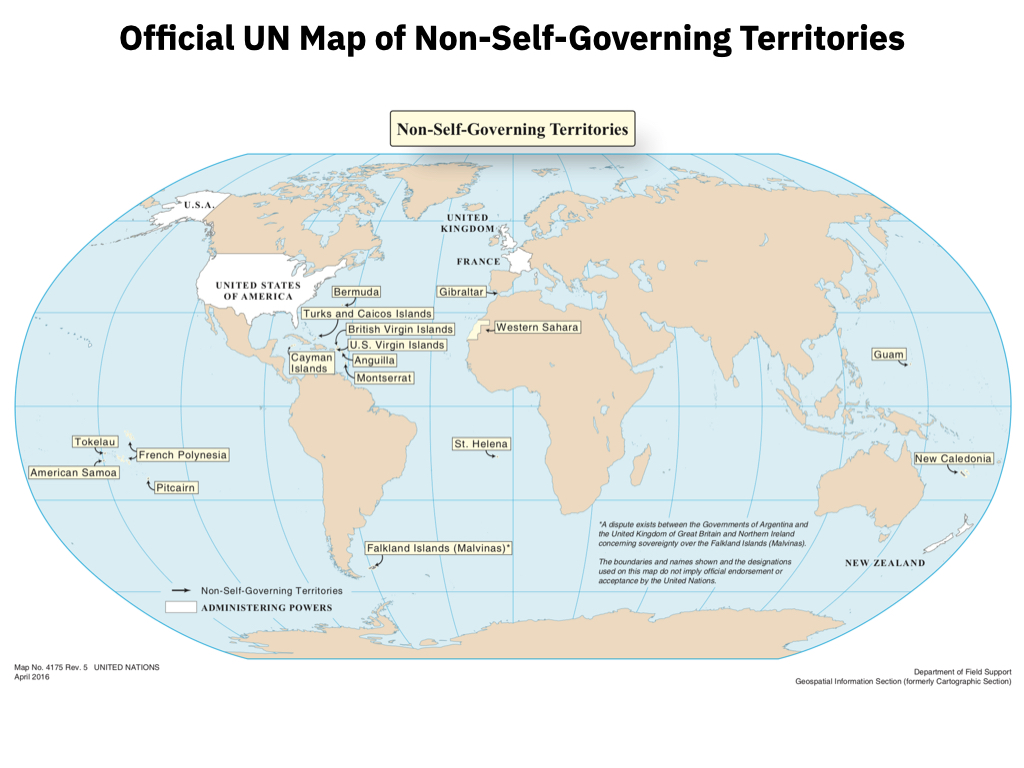 Official UN Map of Non-Self-Governing Territories
Non-Self-Governing Territories
U.S.A.
UNITED
KINGDOM
FRANCE
UNITED STATES
OF AMERICA
Bermuda
Gibraltar
Turks and Caicos Islands
British Virgin Islands
Western Sahara
U.S. Virgin Islands
Cayman
Islands
Anguilla
Montserrat
Guam
Tokelau
French Polynesia
American Samoa
Pitcairn
St. Helena
New Caledonia
Falkland Islands (Malvinas)*
*A dispute exists between the Governments of Argentina and
the United Kingdom of Great Britain and Northern Ireland
concerning sovereignty over the Falkland Islands (Malvinas).
The boundaries and names shown and the designations
used on this map do not imply official endorsement or
acceptance by the United Nations.
NEW ZEALAND
Non-Self-Governing Territories
ADMINISTERING POWERS
Map No. 4175 Rev. 5 UNITED NATIONS
April 2016
Department of Field Support
Geospatial Information Section (formerly Cartographic Section)